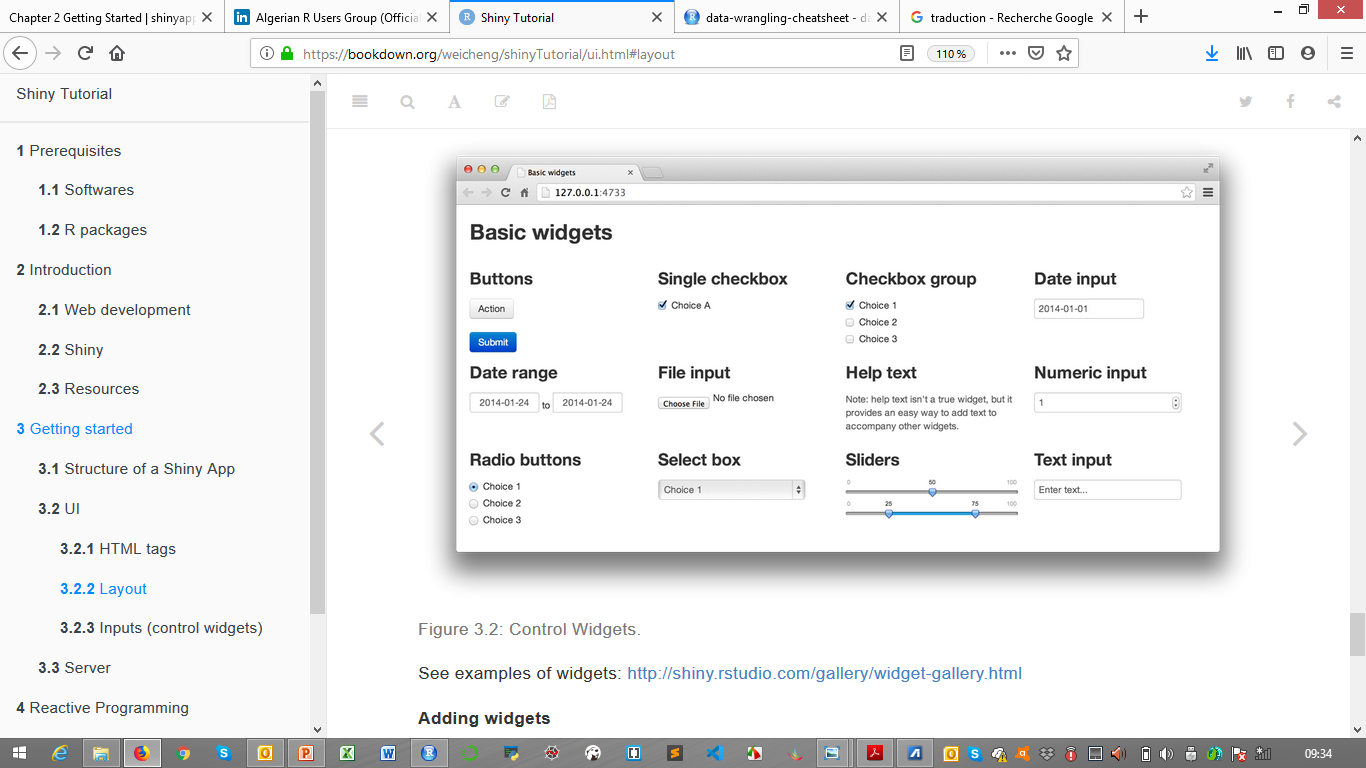 Chapter 2 Getting Started | shinyapp
Algerian R Users Group (Official
Shiny Tutorial
data-wrangling-cheatsheet - da
traduction - Recherche Google
https://bookdown.org/weicheng/shinyTutorial/ui.html#layout
110 %
Shiny Tutorial
1 Prerequisites
1.1 Softwares
1.2 R packages
2 Introduction
2.1 Web development
2.2 Shiny
2.3 Resources
3 Getting started
3.1 Structure of a Shiny App
3.2 UI
3.2.1 HTML tags
3.2.2 Layout
3.2.3 Inputs (control widgets)
3.3 Server
4 Reactive Programming
A
Basic widgets
127.0.0.1:4733
Basic widgets
Buttons
Action
Submit
Single checkbox
Choice A
Checkbox group
Choice 1
Choice 2
Choice 3
Date input
2014-01-01
Date range
2014-01-24 to 2014-01-24
File input
Choose File No file chosen
Help text
Note: help text isn't a true widget, but it
provides an easy way to add text to
accompany other widgets.
Numeric input
1
Radio buttons
Choice 1
Choice 2
Choice 3
Select box
Choice 1
Sliders
0 50 100
0 25 75 100
Text input
Enter text...
Figure 3.2: Control Widgets.
See examples of widgets: http://shiny.rstudio.com/gallery/widget-gallery.html
Adding widgets
09:34